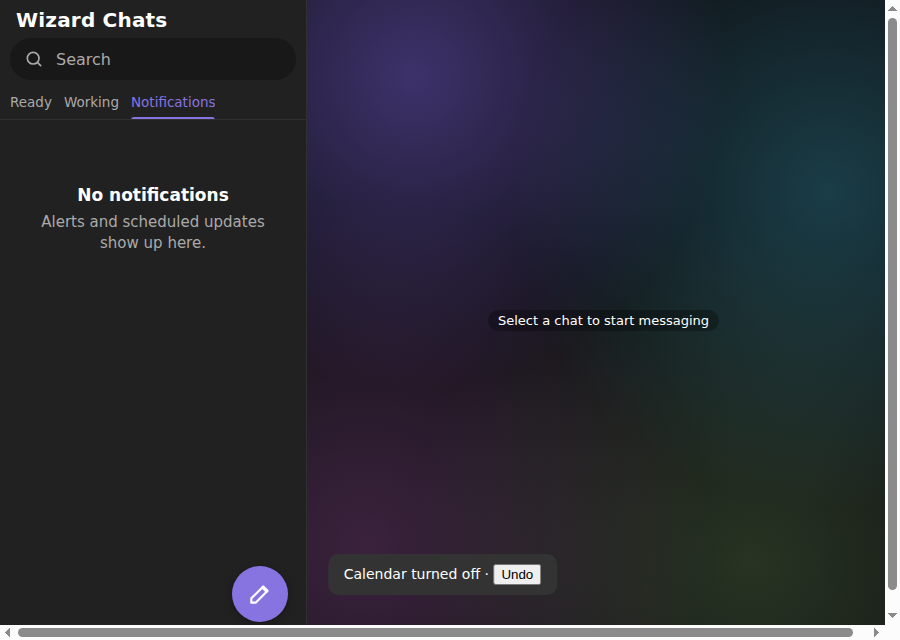 Wizard Chats
Search
Ready Working Notifications
No notifications
Alerts and scheduled updates
show up here.
Select a chat to start messaging
Calendar turned off · Undo